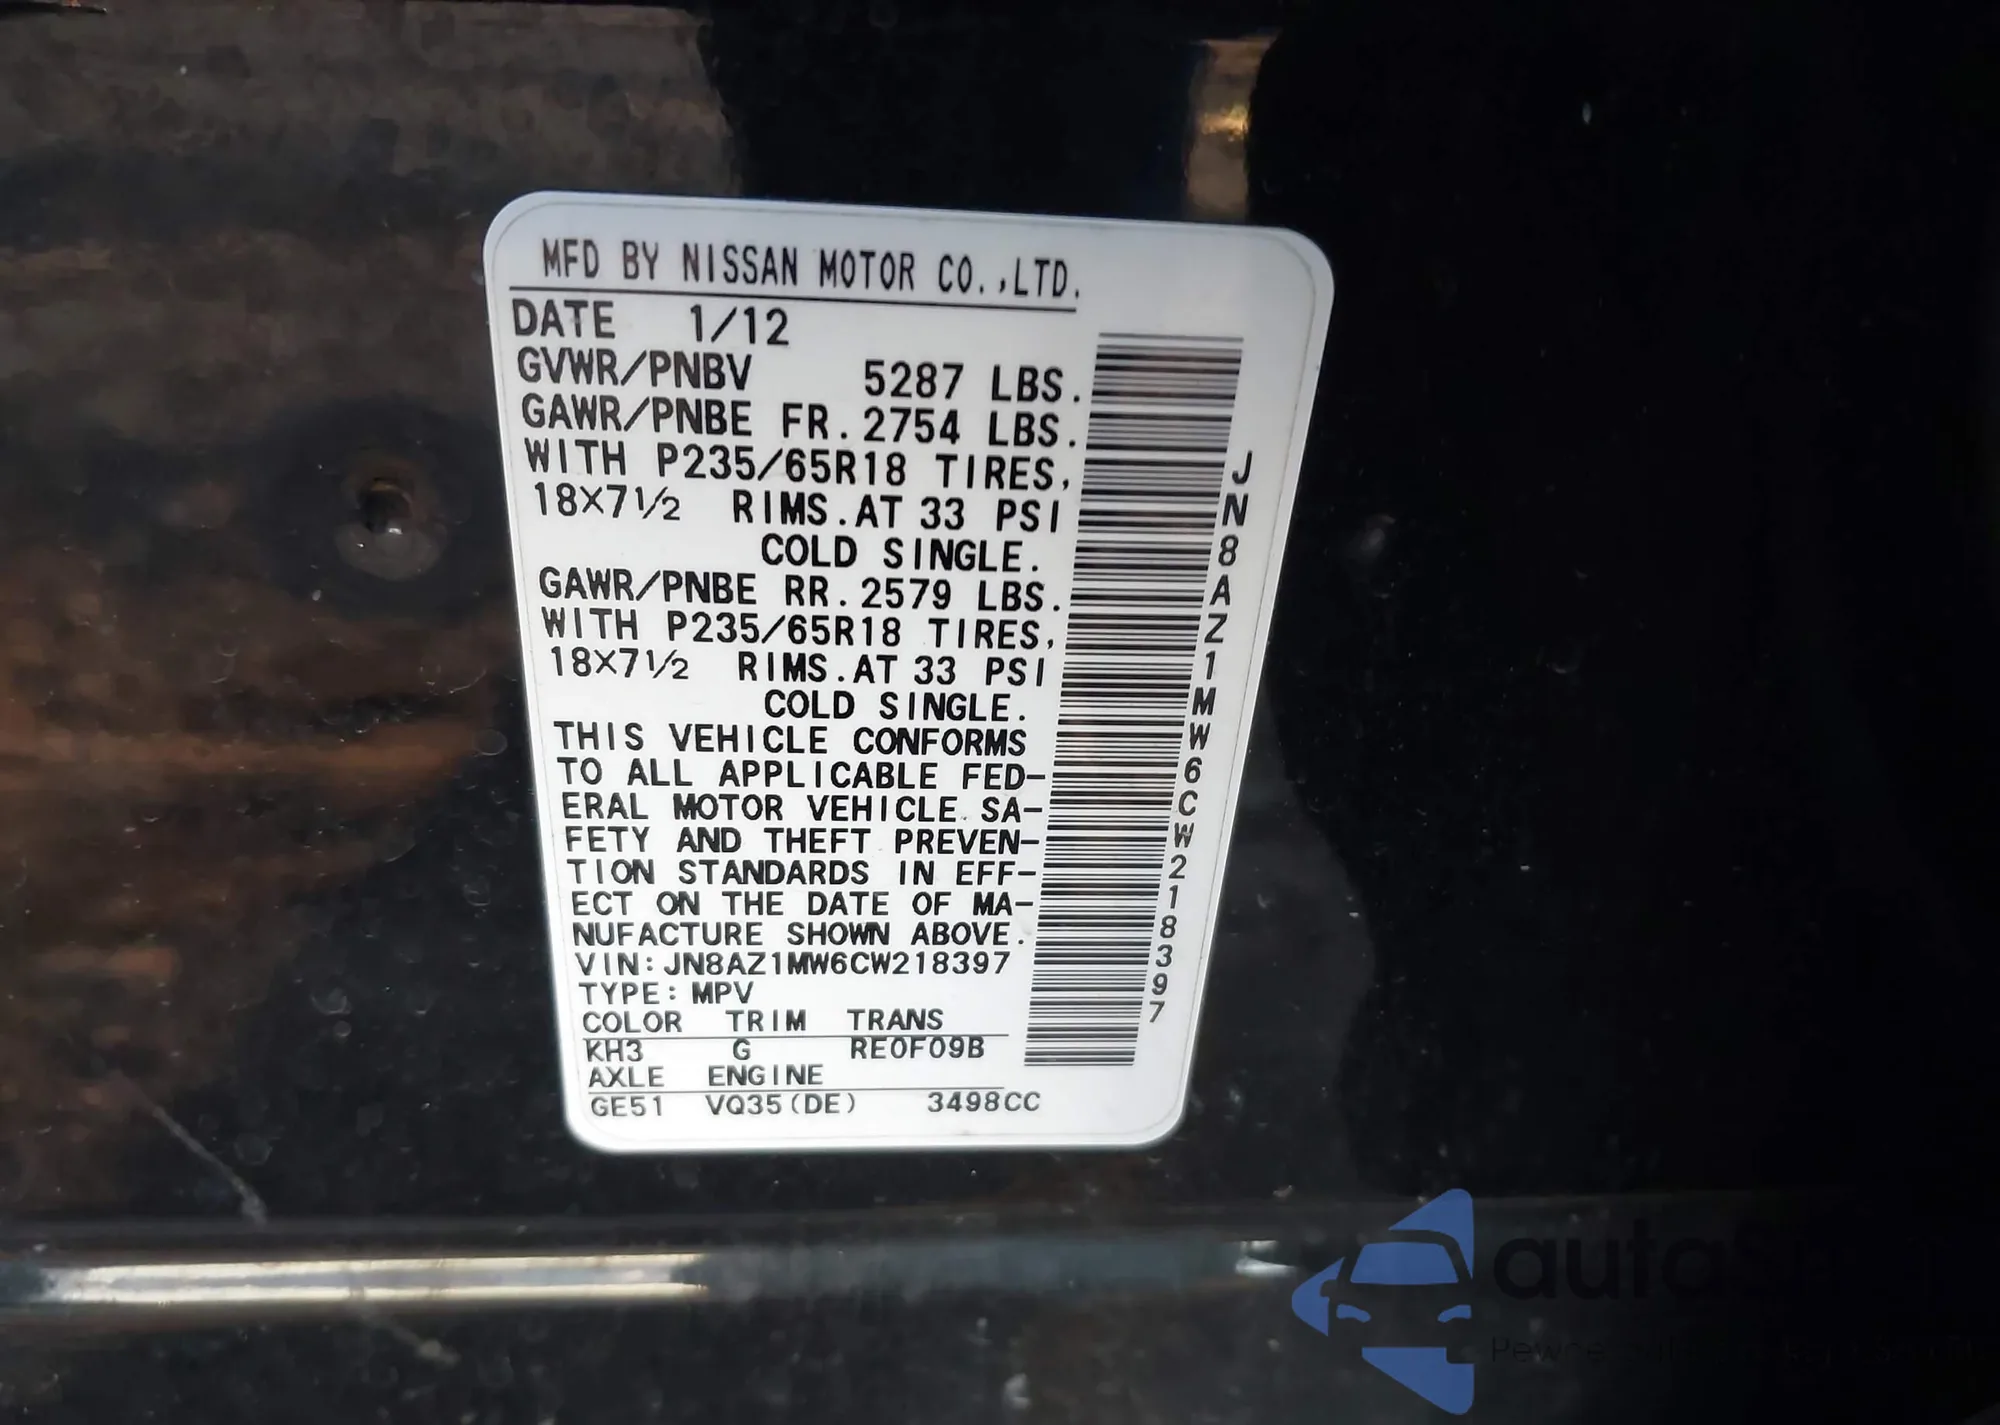 MFD BY NISSAN MOTOR CO.,LTD.
DATE 1/12
GVWR/PNBV 5287 LBS.
GAWR/PNBE FR.2754 LBS.
WITH P235/65R18 TIRES,
18X7½ RIMS.AT 33 PSI
COLD SINGLE.
GAWR/PNBE RR.2579 LBS.
WITH P235/65R18 TIRES,
18X7½ RIMS.AT 33 PSI
COLD SINGLE.
THIS VEHICLE CONFORMS
TO ALL APPLICABLE FED-
ERAL MOTOR VEHICLE SA-
FETY AND THEFT PREVEN-
TION STANDARDS IN EFF-
ECT ON THE DATE OF MA-
NUFACTURE SHOWN ABOVE.
VIN:JN8AZ1MW6CW218397
TYPE:MPV
COLOR TRIM TRANS
KH3 G RE0F09B
AXLE ENGINE
GE51 VQ35(DE) 3498CC
JN8AZ1MW6CW218397